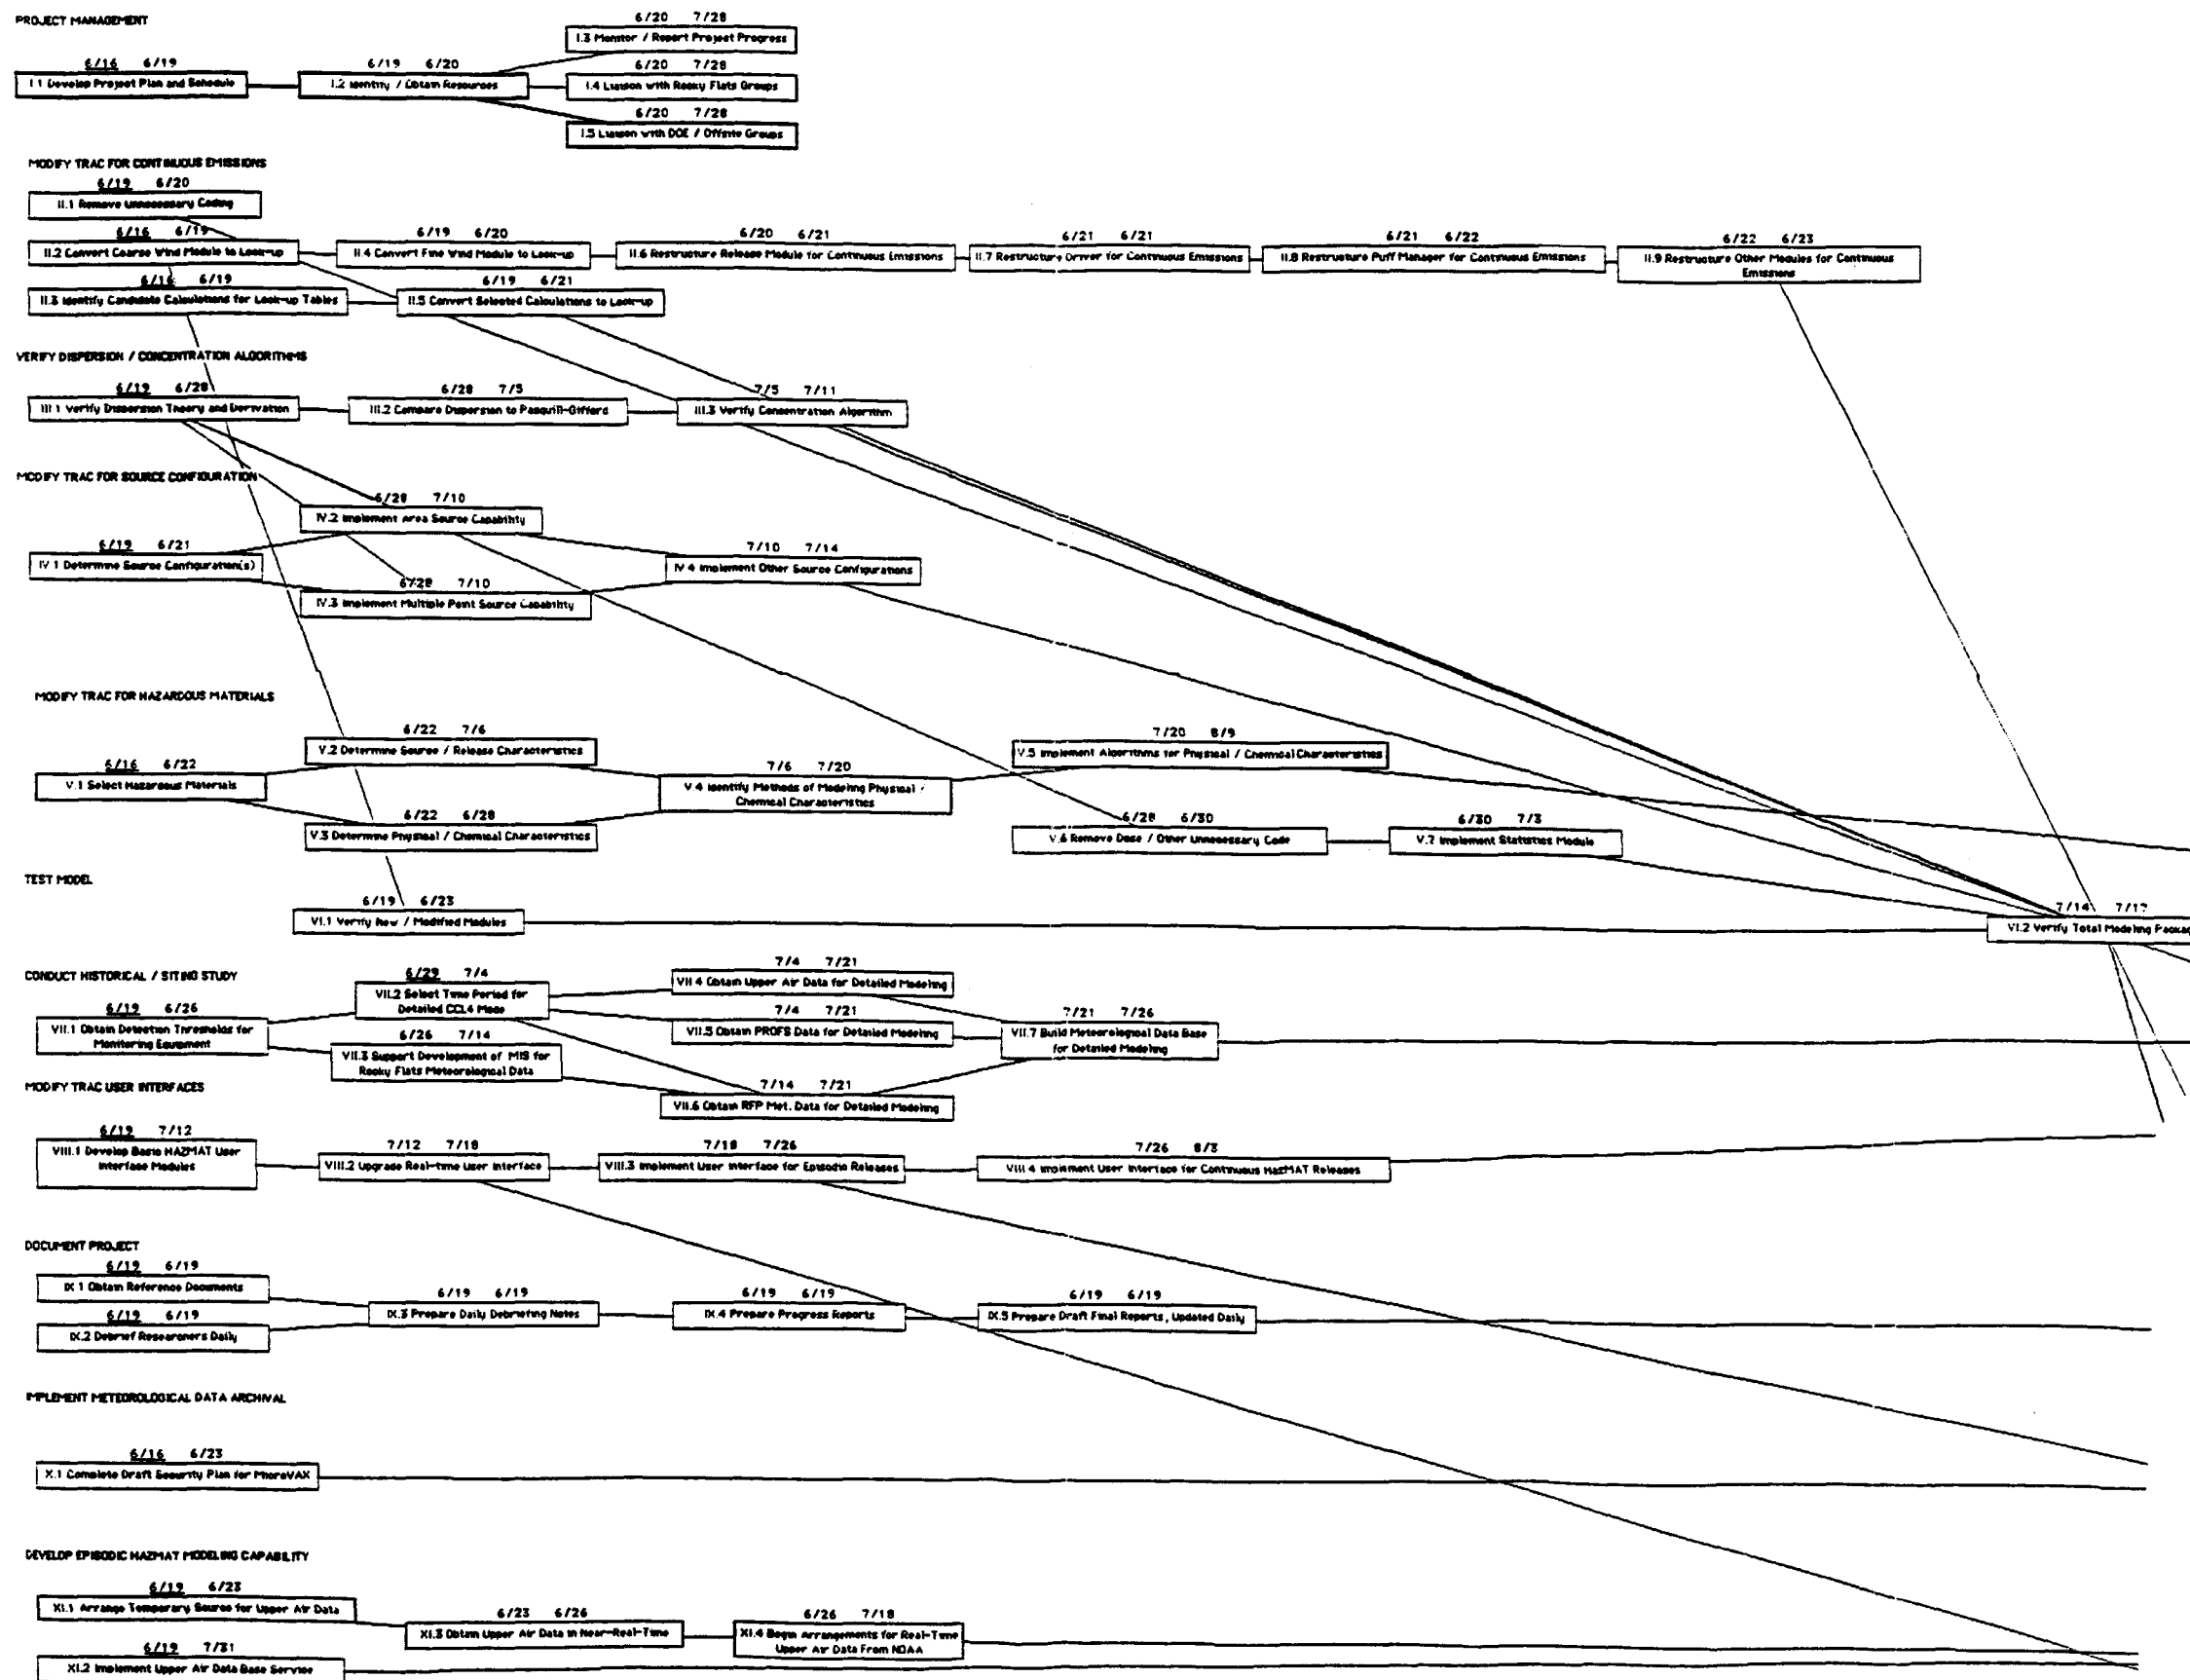 PROJECT MANAGEMENT
6/20 7/28
I.3 Monitor / Report Project Progress
6/16 6/19
I.1 Develop Project Plan and Schedule
6/19 6/20
I.2 Identify / Obtain Resources
6/20 7/28
I.4 Liaison with Rocky Flats Groups
6/20 7/28
I.5 Liaison with DOE / Offsite Groups
MODIFY TRAC FOR CONTINUOUS EMISSIONS
6/19 6/20
II.1 Remove Unnecessary Coding
6/16 6/19
II.2 Convert Coarse Wind Module to Look-up
6/19 6/20
II.4 Convert Fine Wind Module to Look-up
6/20 6/21
II.6 Restructure Release Module for Continuous Emissions
6/21 6/21
II.7 Restructure Driver for Continuous Emissions
6/21 6/22
II.8 Restructure Puff Manager for Continuous Emissions
6/22 6/23
II.9 Restructure Other Modules for Continuous
Emissions
6/16 6/19
II.3 Identify Candidate Calculations for Look-up Tables
6/19 6/21
II.5 Convert Selected Calculations to Look-up
VERIFY DISPERSION / CONCENTRATION ALGORITHMS
6/19 6/28
III.1 Verify Dispersion Theory and Derivation
6/28 7/5
III.2 Compare Dispersion to Pasquill-Gifford
7/5 7/11
III.3 Verify Concentration Algorithm
MODIFY TRAC FOR SOURCE CONFIGURATION
6/28 7/10
IV.2 Implement Area Source Capability
6/19 6/21
IV.1 Determine Source Configuration(s)
7/10 7/14
IV.4 Implement Other Source Configurations
6/28 7/10
IV.3 Implement Multiple Point Source Capability
MODIFY TRAC FOR HAZARDOUS MATERIALS
6/22 7/6
V.2 Determine Source / Release Characteristics
7/20 8/9
V.5 Implement Algorithms for Physical / Chemical Characteristics
6/16 6/22
V.1 Select Hazardous Materials
7/6 7/20
V.4 Identify Methods of Modeling Physical /
Chemical Characteristics
6/22 6/28
V.3 Determine Physical / Chemical Characteristics
6/28 6/30
V.6 Remove Dose / Other Unnecessary Code
6/30 7/3
V.7 Implement Statistics Module
TEST MODEL
6/19 6/23
VI.1 Verify New / Modified Modules
7/14 7/17
VI.2 Verify Total Modeling Packag
CONDUCT HISTORICAL / SITING STUDY
6/29 7/4
VII.2 Select Time Period for
Detailed CCL4 Mode
7/4 7/21
VII.4 Obtain Upper Air Data for Detailed Modeling
6/19 6/26
VII.1 Obtain Detection Thresholds for
Monitoring Equipment
7/4 7/21
VII.5 Obtain PROFS Data for Detailed Modeling
7/21 7/26
VII.7 Build Meteorological Data Base
for Detailed Modeling
6/26 7/14
VII.3 Support Development of MIS for
Rocky Flats Meteorological Data
7/14 7/21
VII.6 Obtain RFP Met. Data for Detailed Modeling
MODIFY TRAC USER INTERFACES
6/19 7/12
VIII.1 Develop Basic HAZMAT User
Interface Modules
7/12 7/18
VIII.2 Upgrade Real-time User Interface
7/18 7/26
VIII.3 Implement User Interface for Episodic Releases
7/26 8/3
VIII.4 Implement User Interface for Continuous HazMAT Releases
DOCUMENT PROJECT
6/19 6/19
IX.1 Obtain Reference Documents
6/19 6/19
IX.2 Debrief Researchers Daily
6/19 6/19
IX.3 Prepare Daily Debriefing Notes
6/19 6/19
IX.4 Prepare Progress Reports
6/19 6/19
IX.5 Prepare Draft Final Reports, Updated Daily
IMPLEMENT METEOROLOGICAL DATA ARCHIVAL
6/16 6/23
X.1 Complete Draft Security Plan for MicroVAX
DEVELOP EPISODIC HAZMAT MODELING CAPABILITY
6/19 6/23
XI.1 Arrange Temporary Source for Upper Air Data
6/23 6/26
XI.3 Obtain Upper Air Data in Near-Real-Time
6/26 7/18
XI.4 Begin Arrangements for Real-Time
Upper Air Data From NOAA
6/19 7/31
XI.2 Implement Upper Air Data Base Service